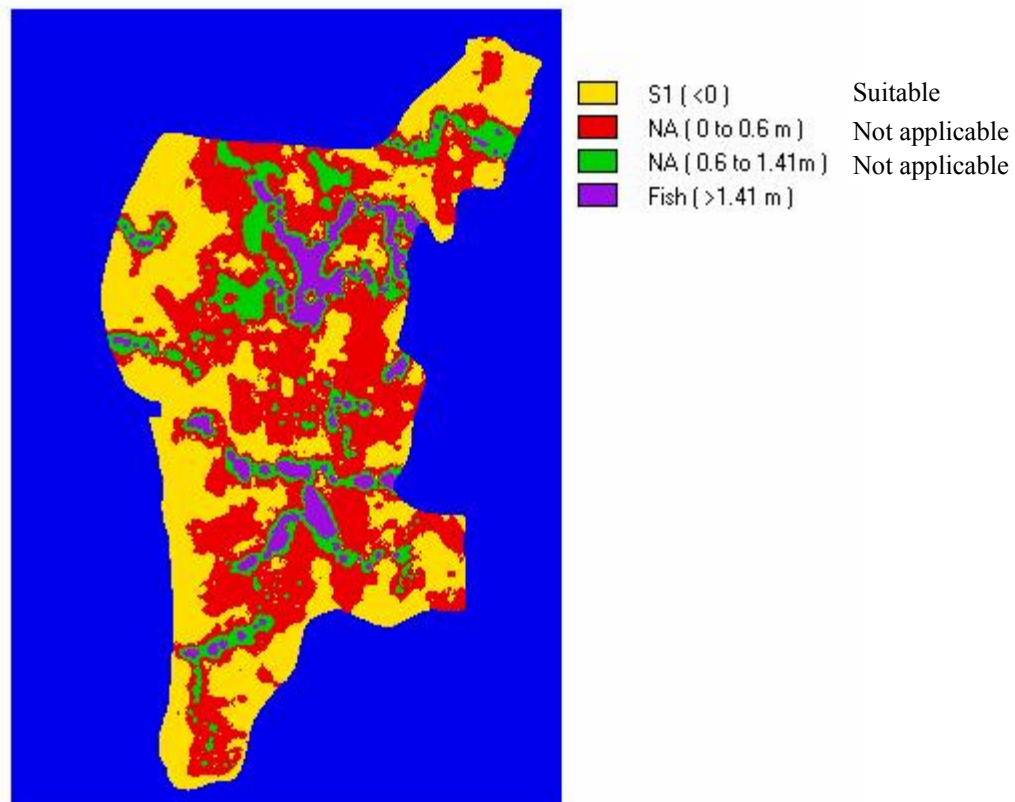 S1 ( <0 ) Suitable
NA ( 0 to 0.6 m ) Not applicable
NA ( 0.6 to 1.41m ) Not applicable
Fish ( >1.41 m )